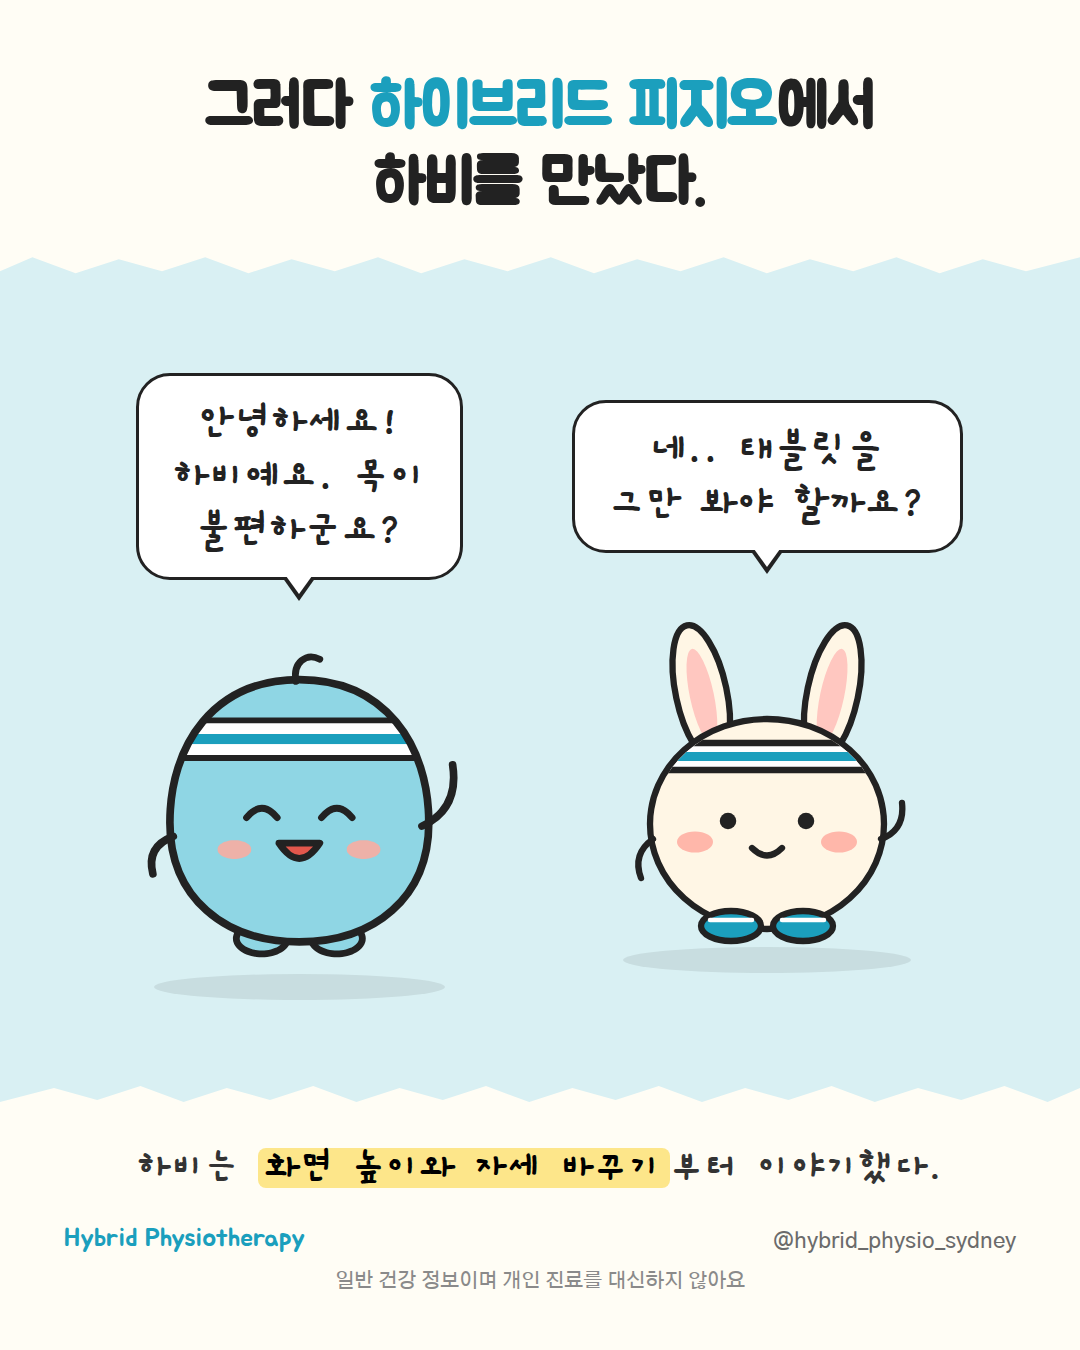 그러다 하이브리드 피지오에서
하비를 만났다.
안녕하세요!
하비예요. 목이
불편하군요?
네.. 태블릿을
그만 봐야 할까요?
하비는 화면 높이와 자세 바꾸기부터 이야기했다.
Hybrid Physiotherapy
@hybrid_physio_sydney
일반 건강 정보이며 개인 진료를 대신하지 않아요